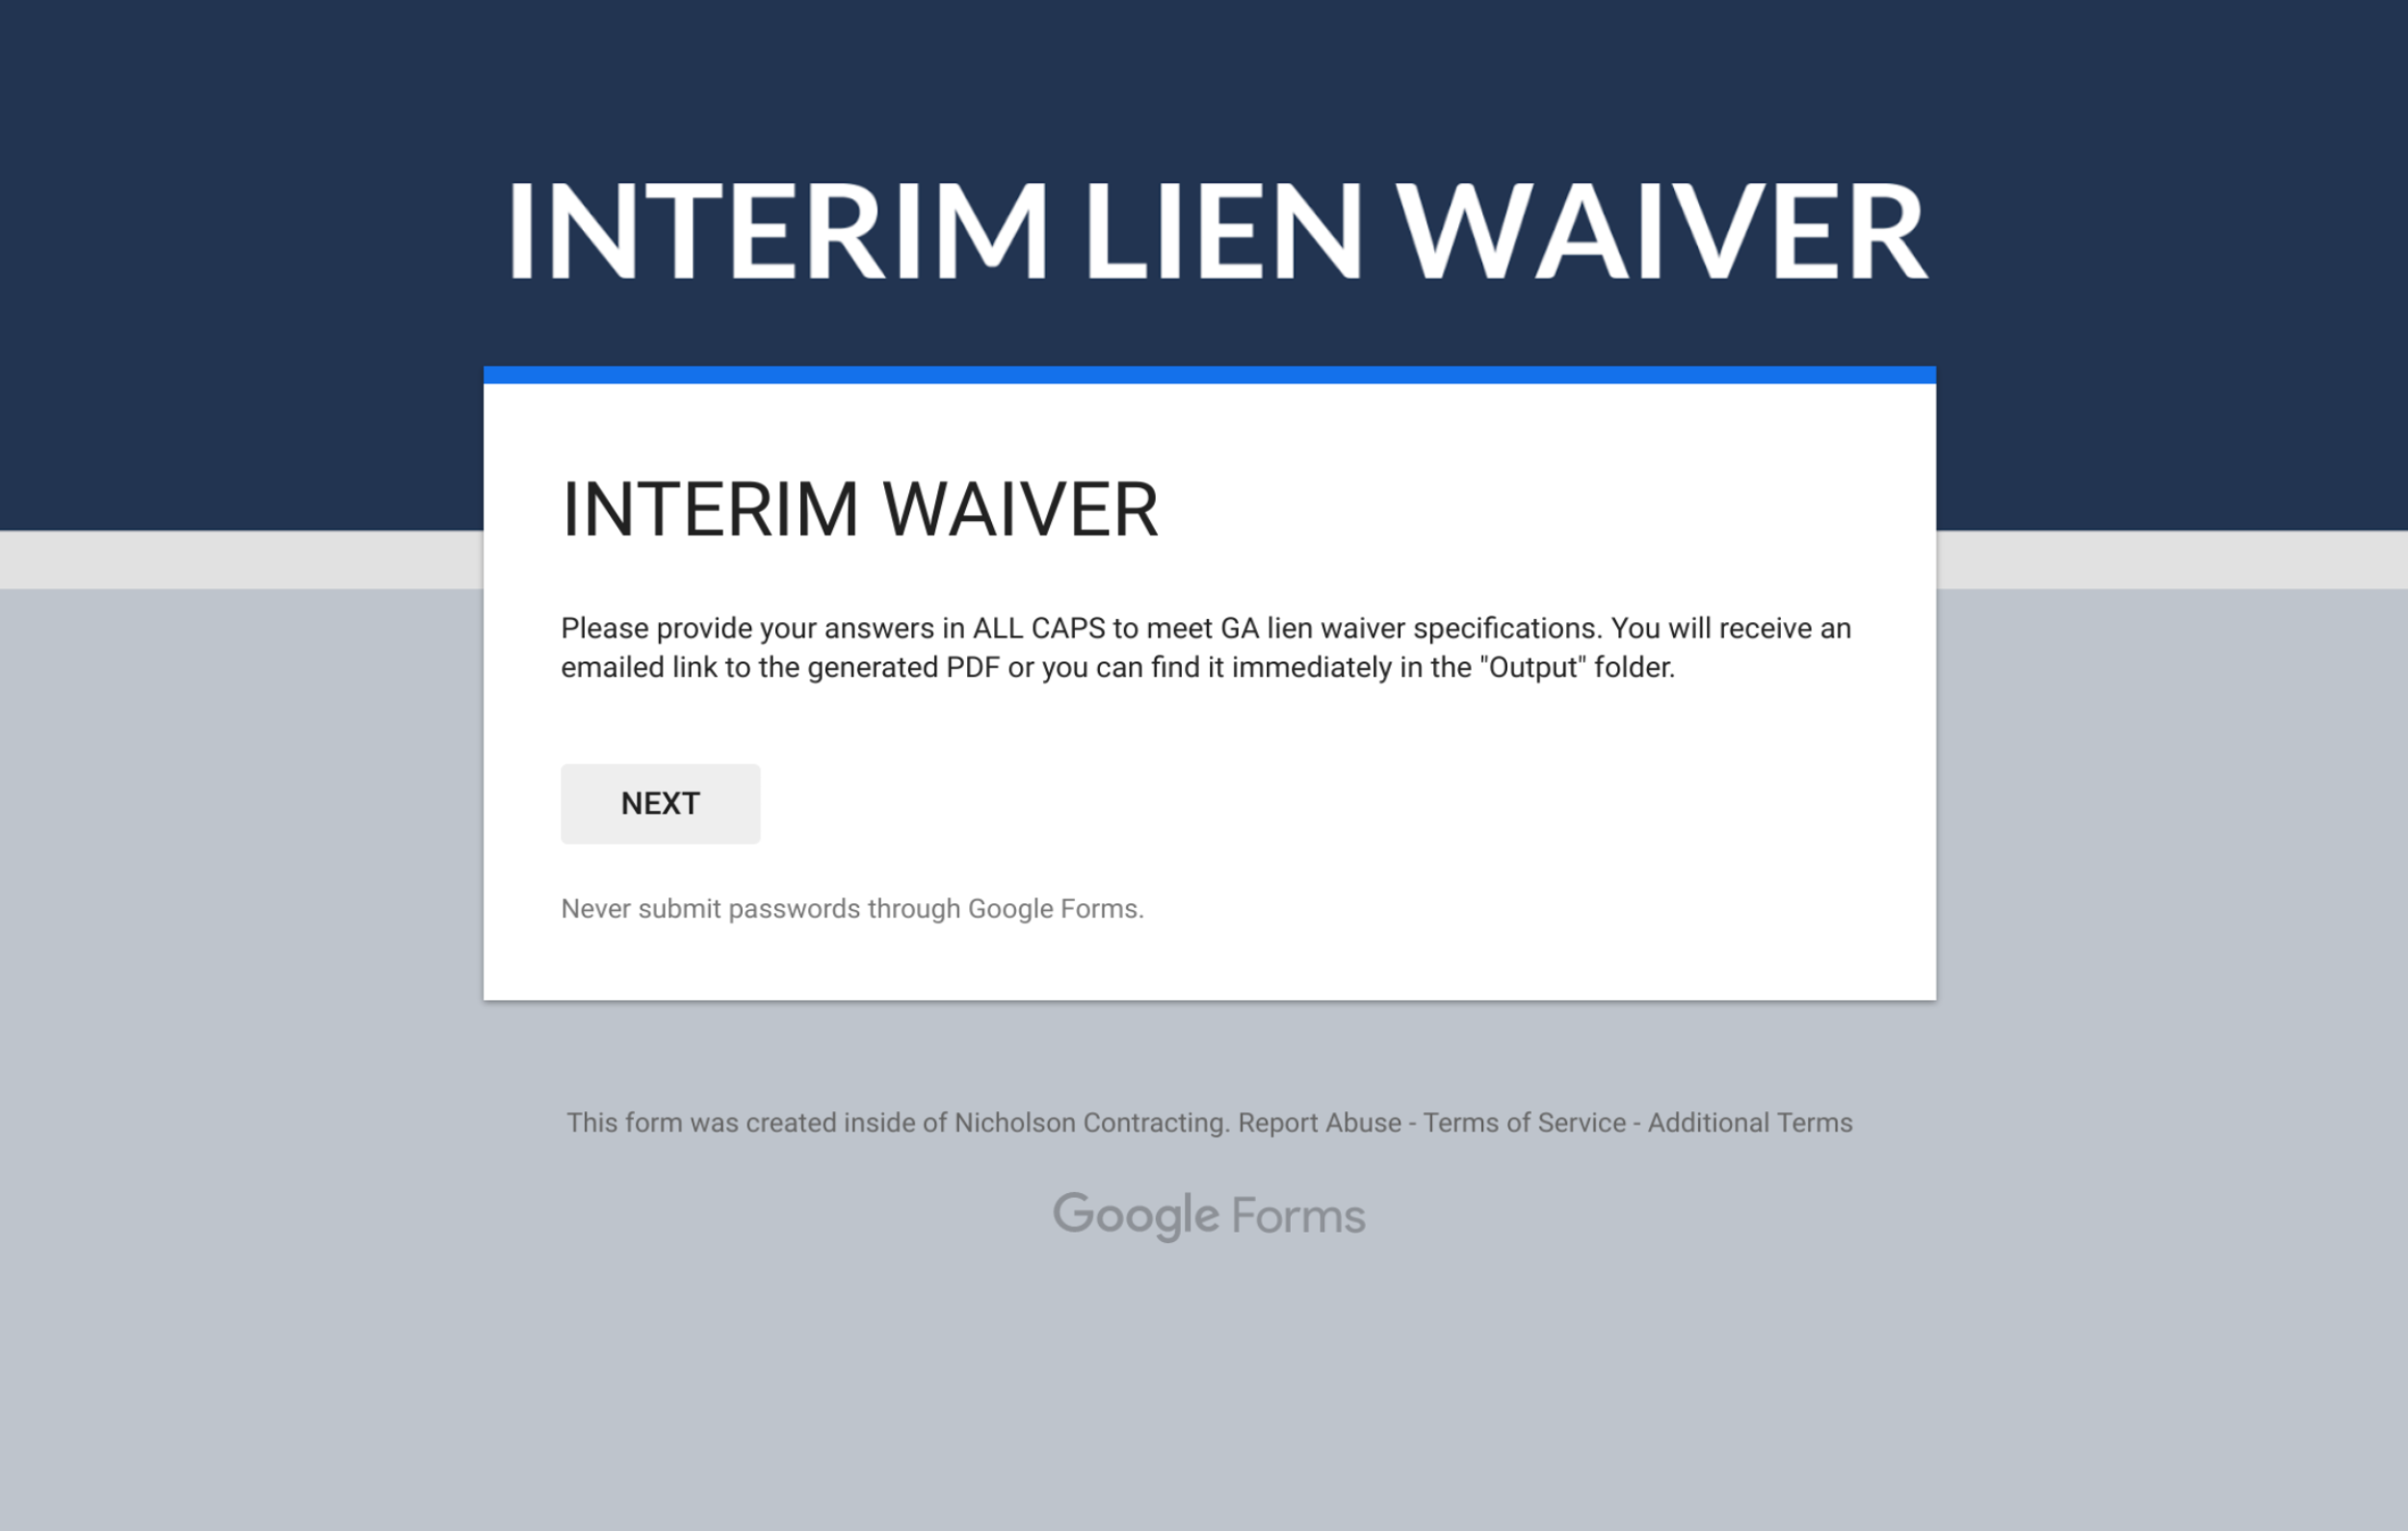 INTERIM LIEN WAIVER
INTERIM WAIVER
Please provide your answers in ALL CAPS to meet GA lien waiver specifications. You will receive an
emailed link to the generated PDF or you can find it immediately in the "Output" folder.
NEXT
Never submit passwords through Google Forms.
This form was created inside of Nicholson Contracting. Report Abuse - Terms of Service - Additional Terms
Google Forms